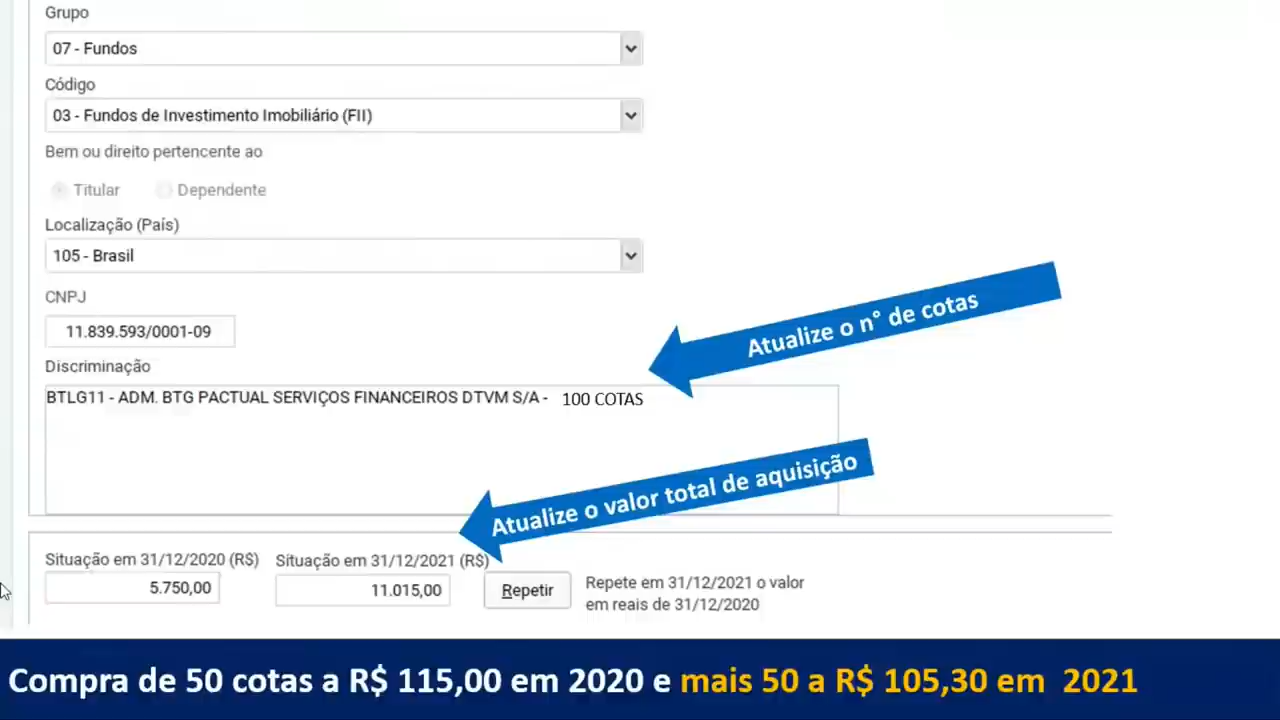 Grupo
07 - Fundos
Código
03 - Fundos de Investimento Imobiliário (FII)
Bem ou direito pertencente ao
Titular Dependente
Localização (País)
105 - Brasil
CNPJ
11.839.593/0001-09
Atualize o n° de cotas
Discriminação
BTLG11 - ADM. BTG PACTUAL SERVIÇOS FINANCEIROS DTVM S/A - 100 COTAS
Atualize o valor total de aquisição
Situação em 31/12/2020 (R$) Situação em 31/12/2021 (R$)
5.750,00 11.015,00 Repetir Repete em 31/12/2021 o valor
em reais de 31/12/2020
Compra de 50 cotas a R$ 115,00 em 2020 e mais 50 a R$ 105,30 em 2021